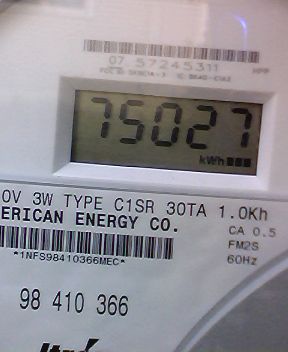 07 57245311
75027
kWh
0V 3W TYPE C1SR 30TA 1.0Kh
ERICAN ENERGY CO.
CA 0.5
FM2S
*1NFS98410366MEC*
60Hz
98 410 366